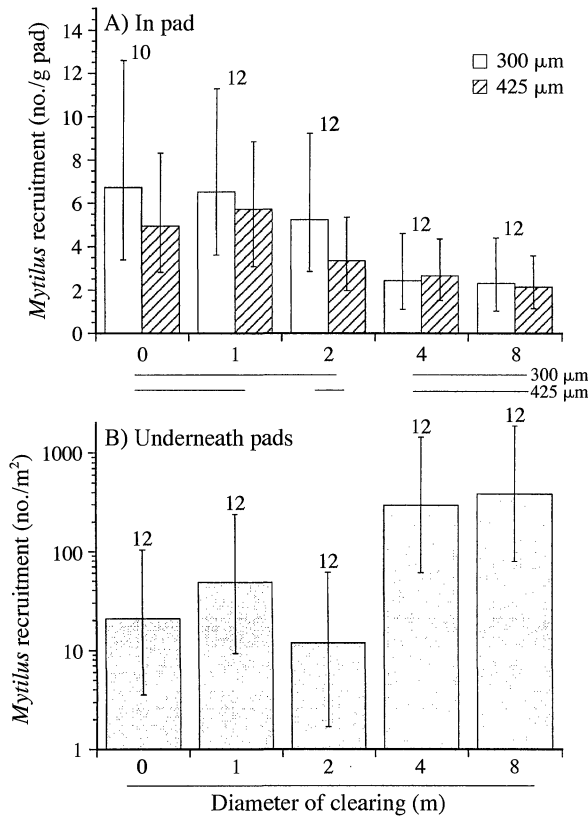 A) In pad
300 µm
425 µm
Mytilus recruitment (no./g pad)
14
12
10
8
6
4
2
0
10
12
12
12
12
0 1 2 4 8
300 µm
425 µm
B) Underneath pads
Mytilus recruitment (no./m²)
1000
100
10
1
12
12
12
12
12
0 1 2 4 8
Diameter of clearing (m)